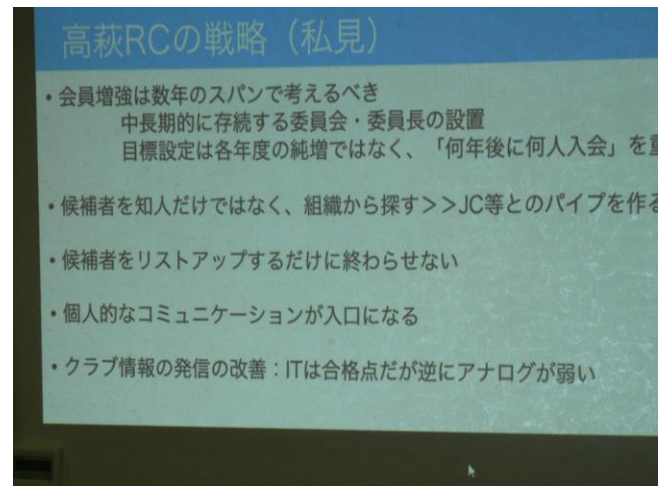 高萩RCの戦略（私見）
・会員増強は数年のスパンで考えるべき
中長期的に存続する委員会・委員長の設置
目標設定は各年度の純増ではなく、「何年後に何人入会」を重
・候補者を知人だけではなく、組織から探す＞＞JC等とのパイプを作る
・候補者をリストアップするだけに終わらせない
・個人的なコミュニケーションが入口になる
・クラブ情報の発信の改善：ITは合格点だが逆にアナログが弱い